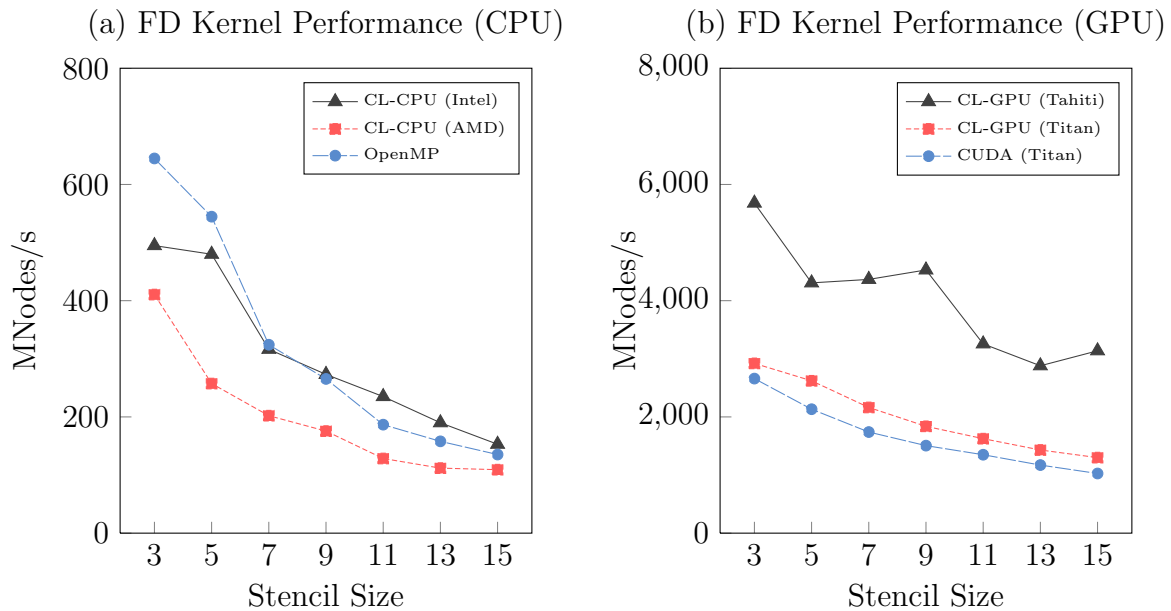 (a) FD Kernel Performance (CPU)
800
600
400
200
0
MNodes/s
CL-CPU (Intel)
CL-CPU (AMD)
OpenMP
3 5 7 9 11 13 15
Stencil Size
(b) FD Kernel Performance (GPU)
8,000
6,000
4,000
2,000
0
MNodes/s
CL-GPU (Tahiti)
CL-GPU (Titan)
CUDA (Titan)
3 5 7 9 11 13 15
Stencil Size